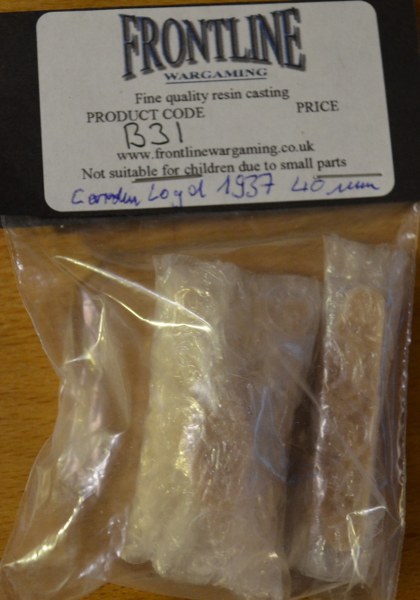 FRONTLINE
WARGAMING
Fine quality resin casting
PRODUCT CODE PRICE
B31
www.frontlinewargaming.co.uk
Not suitable for children due to small parts
Carden Loyd 1937 40 mm